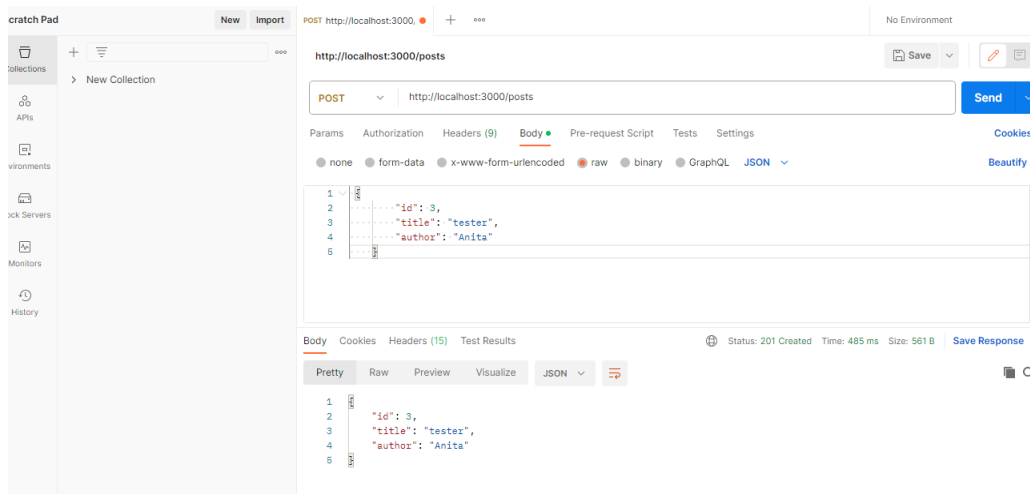 cratch Pad New Import POST http://localhost:3000, No Environment
http://localhost:3000/posts Save
ollections New Collection
POST http://localhost:3000/posts Send
APIs
Params Authorization Headers (9) Body Pre-request Script Tests Settings Cookies
vironments none form-data x-www-form-urlencoded raw binary GraphQL JSON Beautify
1 {
2 "id": 3,
3 "title": "tester",
4 "author": "Anita"
5 }
ock Servers
Monitors
History
Body Cookies Headers (15) Test Results Status: 201 Created Time: 485 ms Size: 561 B Save Response
Pretty Raw Preview Visualize JSON
1 {
2 "id": 3,
3 "title": "tester",
4 "author": "Anita"
5 }